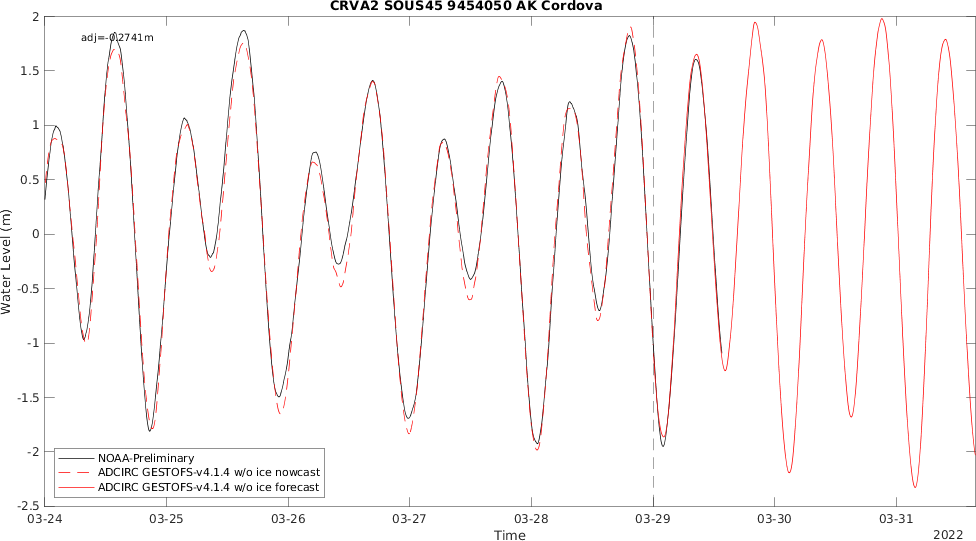 CRVA2 SOUS45 9454050 AK Cordova
adj=-0.2741m
2
1.5
1
0.5
0
-0.5
-1
-1.5
-2
-2.5
Water Level (m)
NOAA-Preliminary
ADCIRC GESTOFS-v4.1.4 w/o ice nowcast
ADCIRC GESTOFS-v4.1.4 w/o ice forecast
03-24 03-25 03-26 03-27 03-28 03-29 03-30 03-31
Time
2022